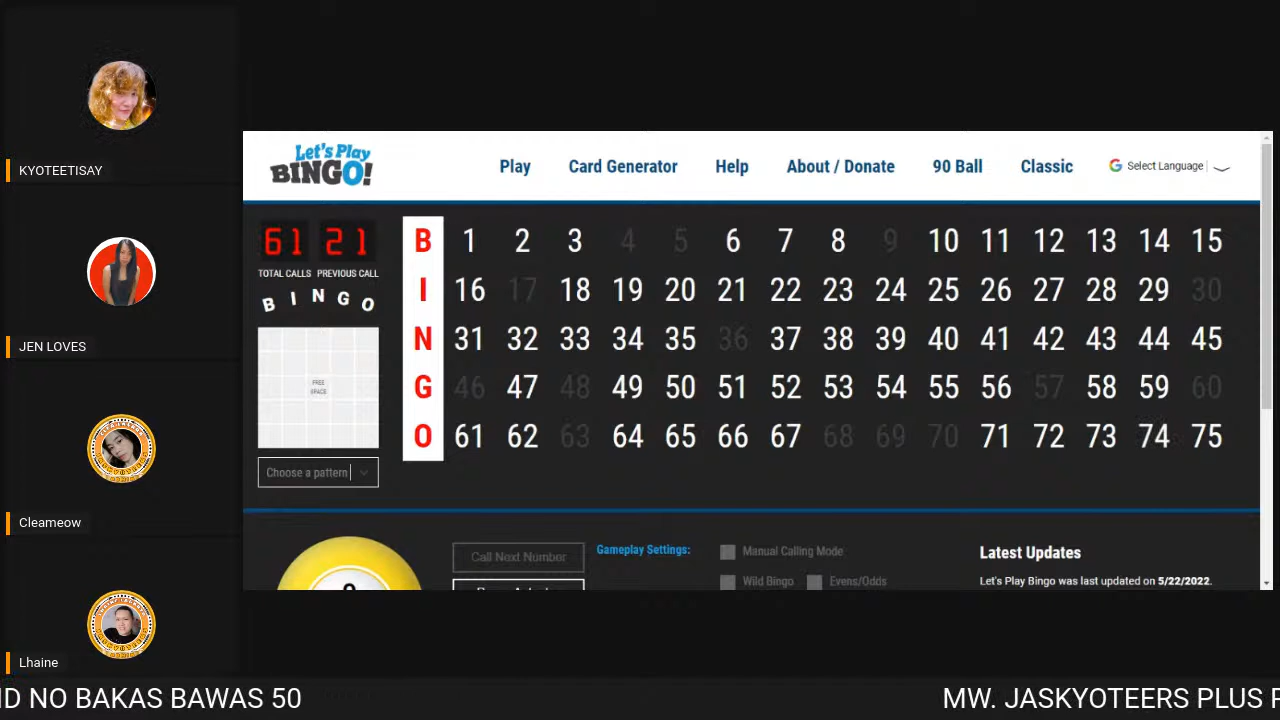 KYOTEETISAY
JEN LOVES
Cleameow
Lhaine
Let's Play
BINGO!
Play Card Generator Help About / Donate 90 Ball Classic Select Language
61 21
TOTAL CALLS PREVIOUS CALL
B I N G O
FREE
SPACE
Choose a pattern
B 1 2 3 4 5 6 7 8 9 10 11 12 13 14 15
I 16 17 18 19 20 21 22 23 24 25 26 27 28 29 30
N 31 32 33 34 35 36 37 38 39 40 41 42 43 44 45
G 46 47 48 49 50 51 52 53 54 55 56 57 58 59 60
O 61 62 63 64 65 66 67 68 69 70 71 72 73 74 75
Call Next Number
Gameplay Settings:
Manual Calling Mode
Wild Bingo Evens/Odds
Latest Updates
Let's Play Bingo was last updated on 5/22/2022.
NO BAKAS BAWAS 50
MW. JASKYOTEERS PLUS